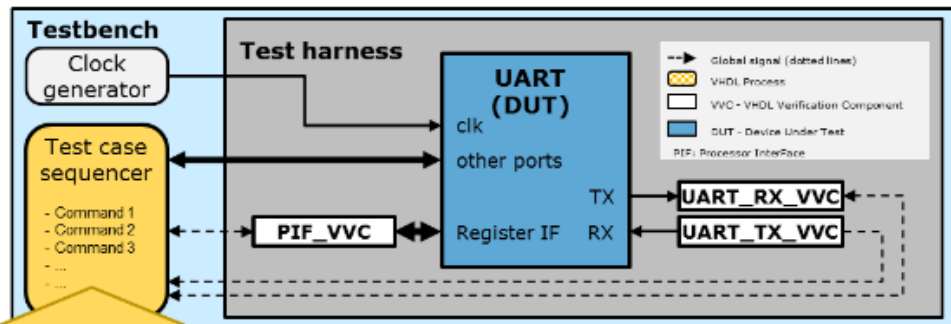 Testbench
Clock
generator
Test case
sequencer
- Command 1
- Command 2
- Command 3
- ...
- ...
Test harness
UART
(DUT)
clk
other ports
TX
Register IF
RX
PIF_VVC
UART_RX_VVC
UART_TX_VVC
Global signal (dotted lines)
VHDL Process
VVC - VHDL Verification Component
DUT - Device Under Test
PIF: Processor InterFace